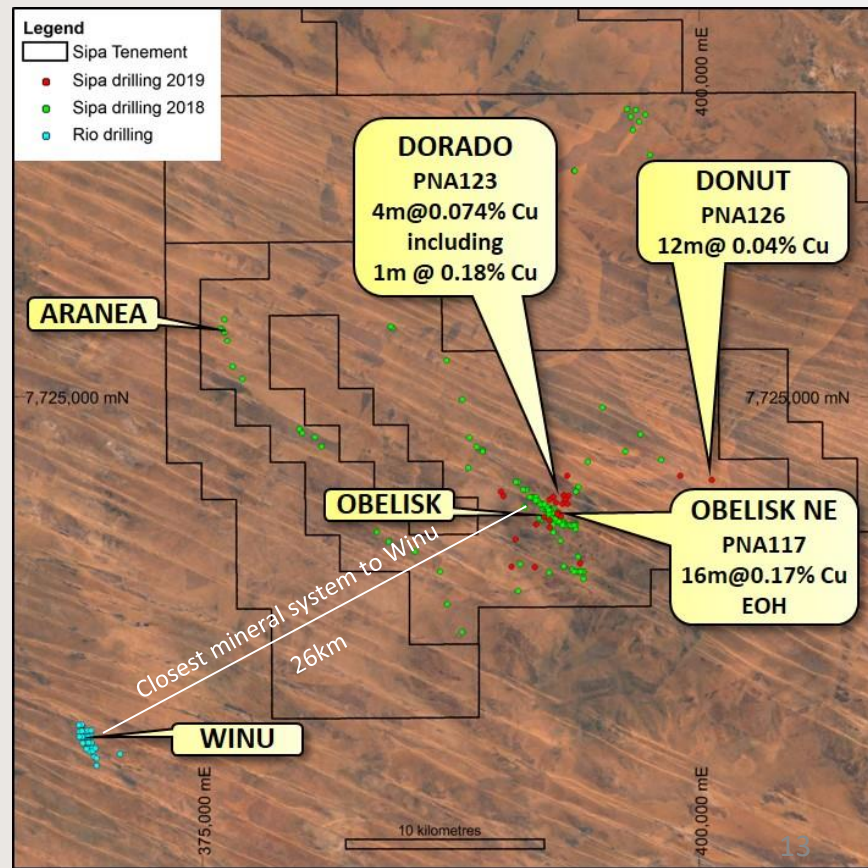 Legend
Sipa Tenement
Sipa drilling 2019
Sipa drilling 2018
Rio drilling
400,000 mE
DORADO
PNA123
4m@0.074% Cu
including
1m @ 0.18% Cu
DONUT
PNA126
12m@ 0.04% Cu
ARANEA
7,725,000 mN
7,725,000 mN
OBELISK
OBELISK NE
PNA117
16m@0.17% Cu
EOH
Closest mineral system to Winu
26km
WINU
375,000 mE
10 kilometres
400,000 mE
13